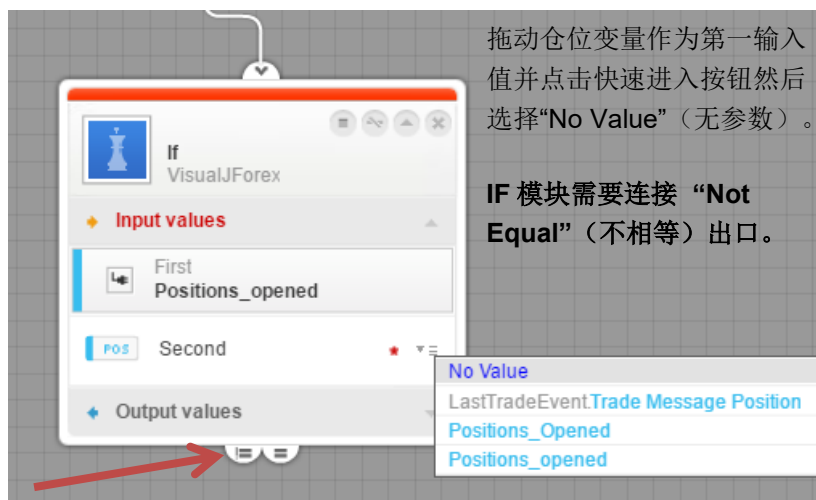 拖动仓位变量作为第一输入
值并点击快速进入按钮然后
选择“No Value”（无参数）。
IF 模块需要连接 “Not
Equal”（不相等）出口。
If
VisualJForex
Input values
First
Positions_opened
POS Second
Output values
No Value
LastTradeEvent.Trade Message Position
Positions_Opened
Positions_opened
!= =